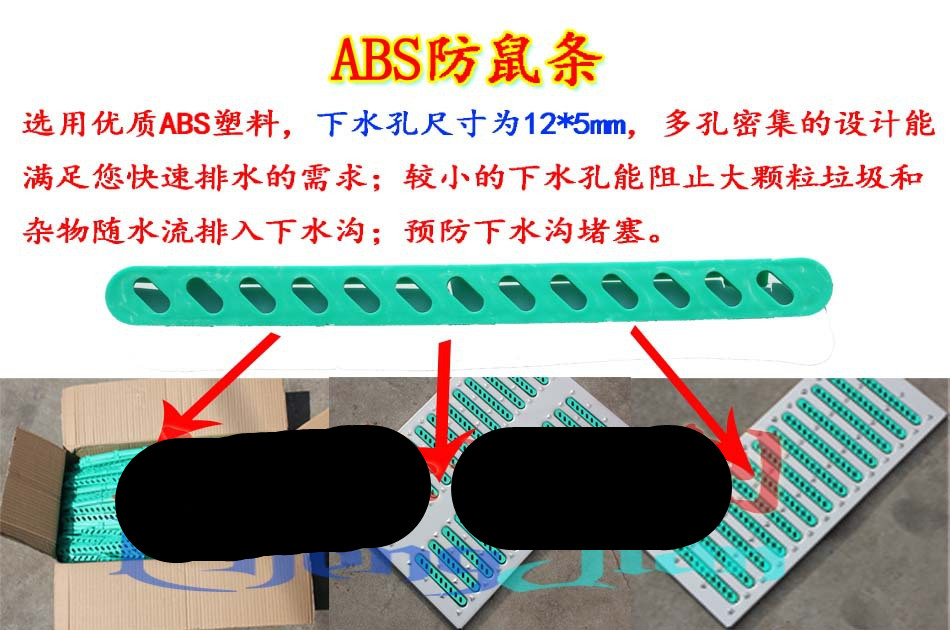 ABS防鼠条
选用优质ABS塑料，下水孔尺寸为12*5mm，多孔密集的设计能
满足您快速排水的需求；较小的下水孔能阻止大颗粒垃圾和
杂物随水流排入下水沟；预防下水沟堵塞。